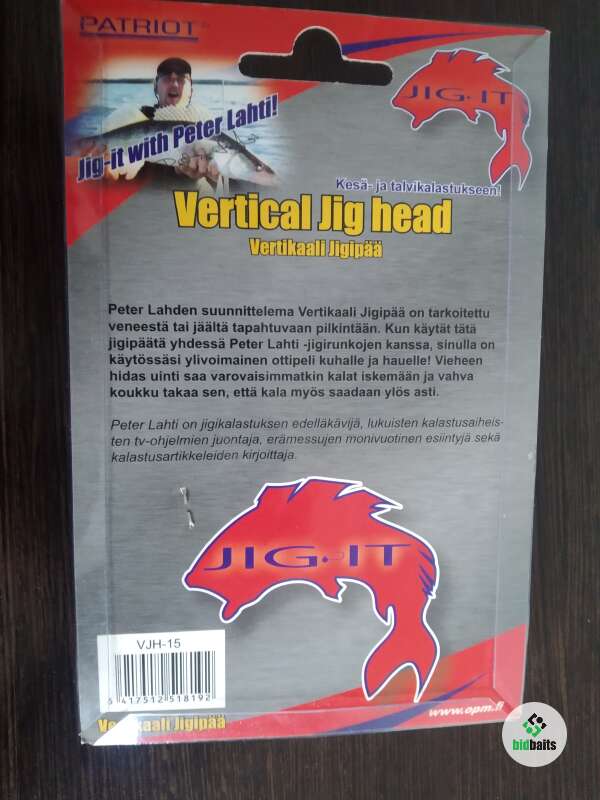 PATRIOT
Jig-it with Peter Lahti!
JIG-IT
Kesä- ja talvikalastukseen!
Vertical Jig head
Vertikaali Jigipää
Peter Lahden suunnittelema Vertikaali Jigipää on tarkoitettu
veneestä tai jäältä tapahtuvaan pilkintään. Kun käytät tätä
jigipäätä yhdessä Peter Lahti -jigirunkojen kanssa, sinulla on
käytössäsi ylivoimainen ottipeli kuhalle ja hauelle! Vieheen
hidas uinti saa varovaisimmatkin kalat iskemään ja vahva
koukku takaa sen, että kala myös saadaan ylös asti.
Peter Lahti on jigikalastuksen edelläkävijä, lukuisten kalastusaiheis-
ten tv-ohjelmien juontaja, erämessujen monivuotinen esiintyjä sekä
kalastusartikkeleiden kirjoittaja.
JIG-IT
VJH-15
6 417512 518192
Vertikaali Jigipää
www.opm.fi
bidbaits